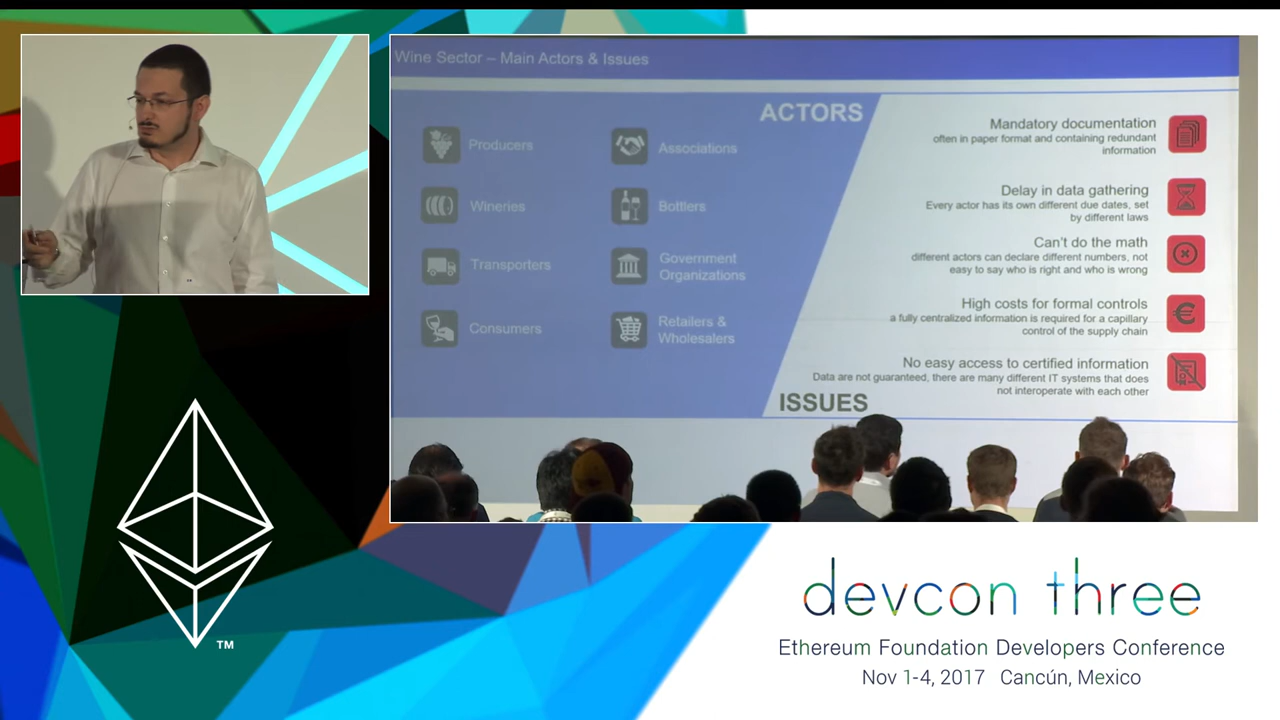 Wine Sector – Main Actors & Issues
ACTORS
Producers
Associations
Wineries
Bottlers
Transporters
Government
Organizations
Consumers
Retailers &
Wholesalers
Mandatory documentation
often in paper format and containing redundant
information
Delay in data gathering
Every actor has its own different due dates, set
by different laws
Can't do the math
different actors can declare different numbers, not
easy to say who is right and who is wrong
High costs for formal controls
a fully centralized information is required for a capillary
control of the supply chain
No easy access to certified information
Data are not guaranteed, there are many different IT systems that does
not interoperate with each other
ISSUES
TM
devcon three
Ethereum Foundation Developers Conference
Nov 1-4, 2017 Cancún, Mexico